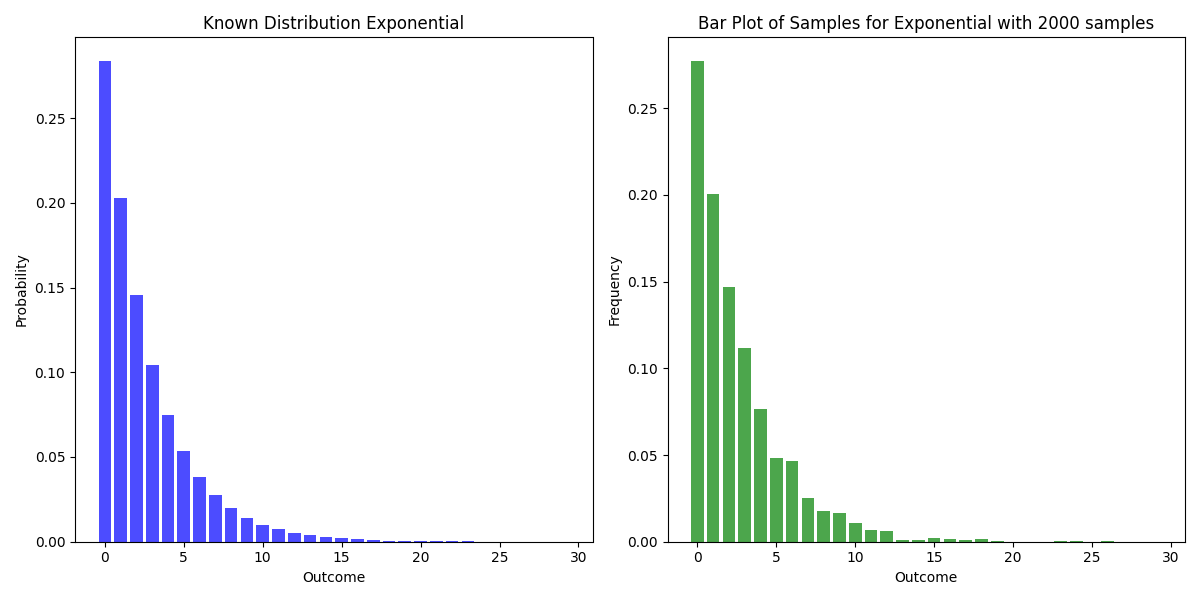 Known Distribution Exponential
Probability
0.25
0.20
0.15
0.10
0.05
0.00
0 5 10 15 20 25 30
Outcome
Bar Plot of Samples for Exponential with 2000 samples
Frequency
0.25
0.20
0.15
0.10
0.05
0.00
0 5 10 15 20 25 30
Outcome